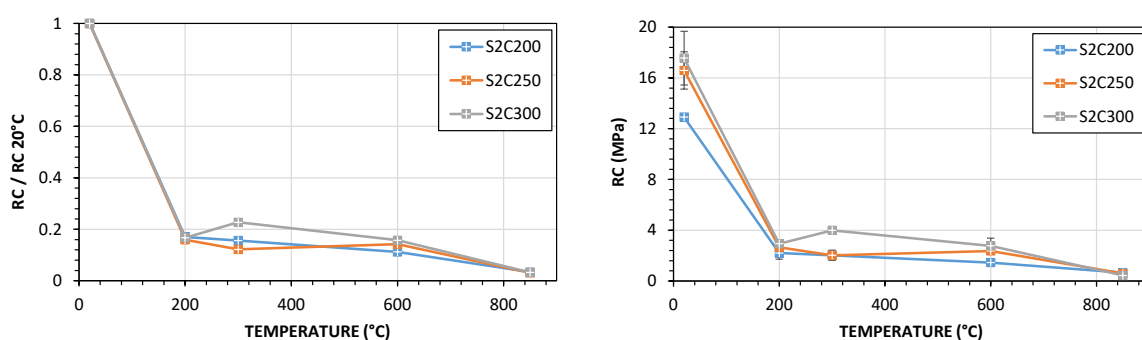 1
0.8
0.6
0.4
0.2
0
0 200 400 600 800
RC / RC 20°C
TEMPERATURE (°C)
S2C200
S2C250
S2C300
20
16
12
8
4
0
0 200 400 600 800
RC (MPa)
TEMPERATURE (°C)
S2C200
S2C250
S2C300